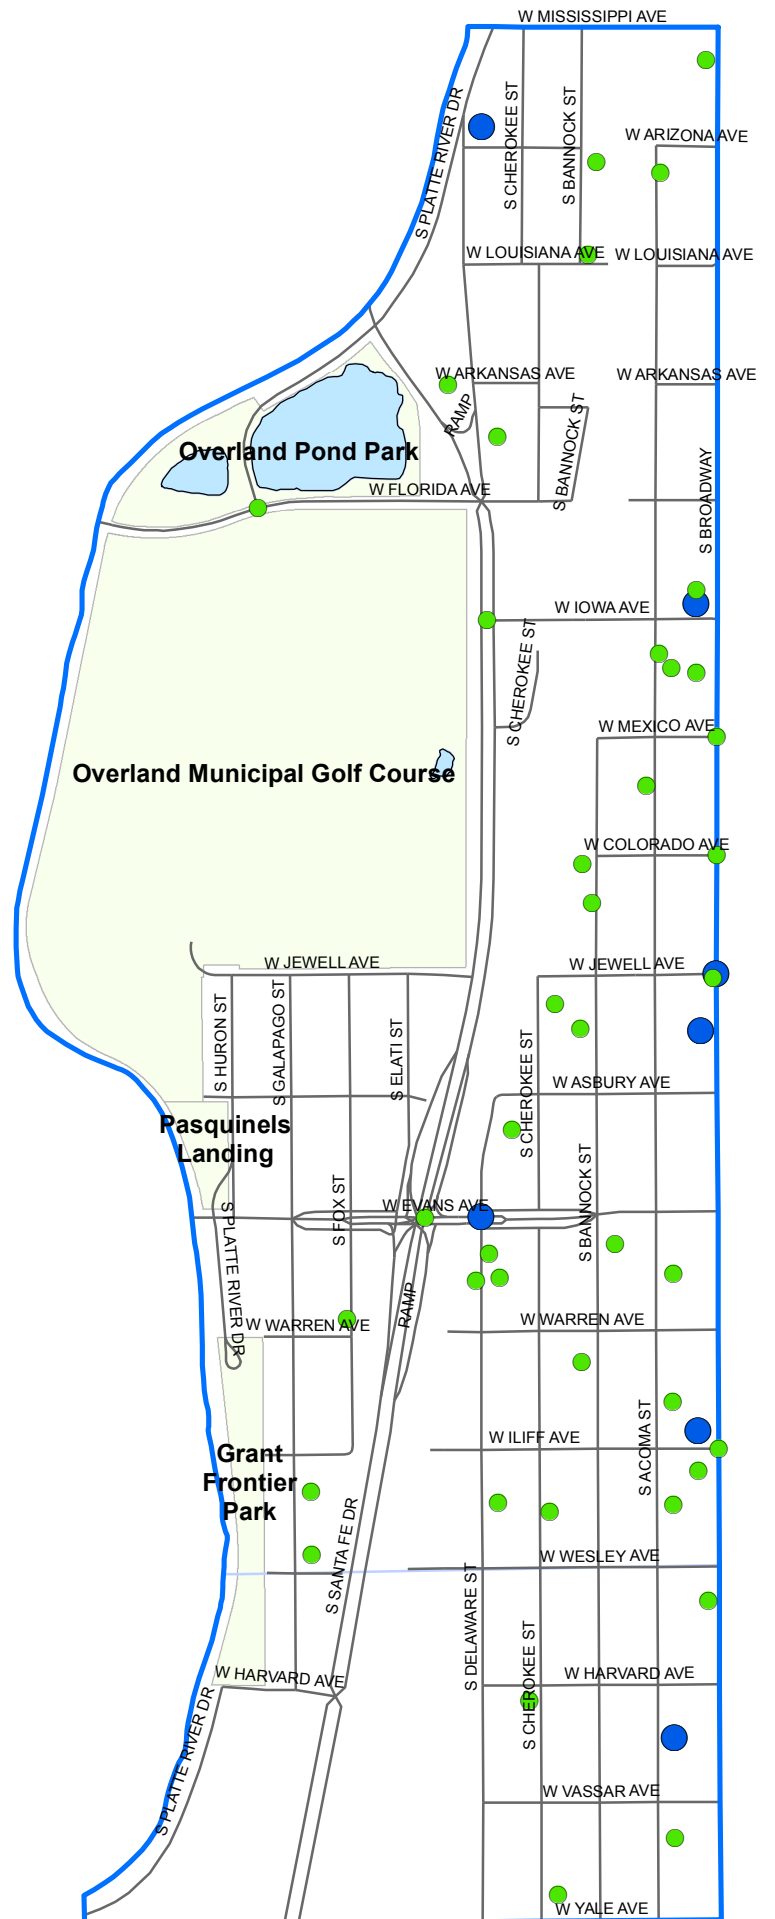 W MISSISSIPPI AVE
S PLATTE RIVER DR
S CHEROKEE ST
S BANNOCK ST
W ARIZONA AVE
W LOUISIANA AVE
W LOUISIANA AVE
W ARKANSAS AVE
W ARKANSAS AVE
RAMP
S BANNOCK ST
Overland Pond Park
W FLORIDA AVE
S BROADWAY
W IOWA AVE
S CHEROKEE ST
W MEXICO AVE
Overland Municipal Golf Course
W COLORADO AVE
W JEWELL AVE
W JEWELL AVE
S HURON ST
S GALAPAGO ST
S ELATI ST
S CHEROKEE ST
W ASBURY AVE
Pasquinels
Landing
S BANNOCK ST
S FOX ST
W EVANS AVE
S PLATTE RIVER DR
RAMP
W WARREN AVE
W WARREN AVE
S ACOMA ST
W ILIFF AVE
Grant
Frontier
Park
S SANTA FE DR
W WESLEY AVE
S DELAWARE ST
W HARVARD AVE
W HARVARD AVE
S CHEROKEE ST
S PLATTE RIVER DR
W VASSAR AVE
W YALE AVE